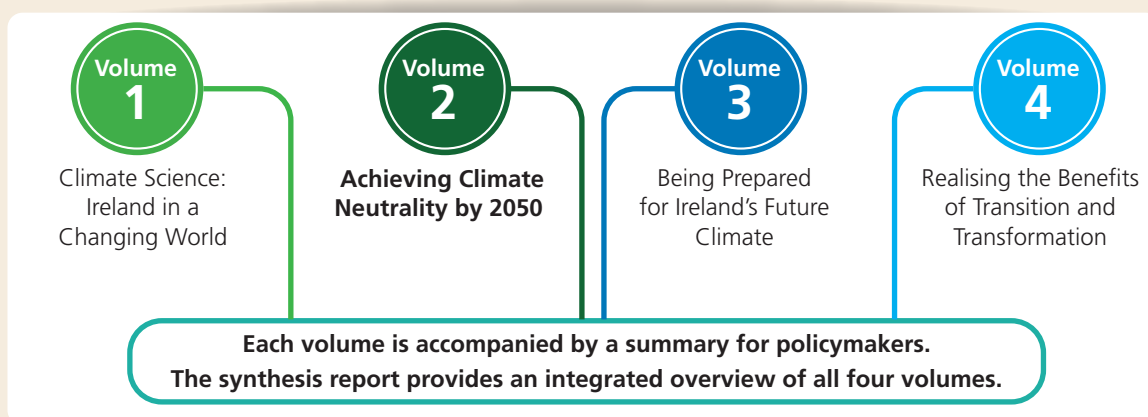 Volume
1
Climate Science:
Ireland in a
Changing World
Volume
2
Achieving Climate
Neutrality by 2050
Volume
3
Being Prepared
for Ireland’s Future
Climate
Volume
4
Realising the Benefits
of Transition and
Transformation
Each volume is accompanied by a summary for policymakers.
The synthesis report provides an integrated overview of all four volumes.